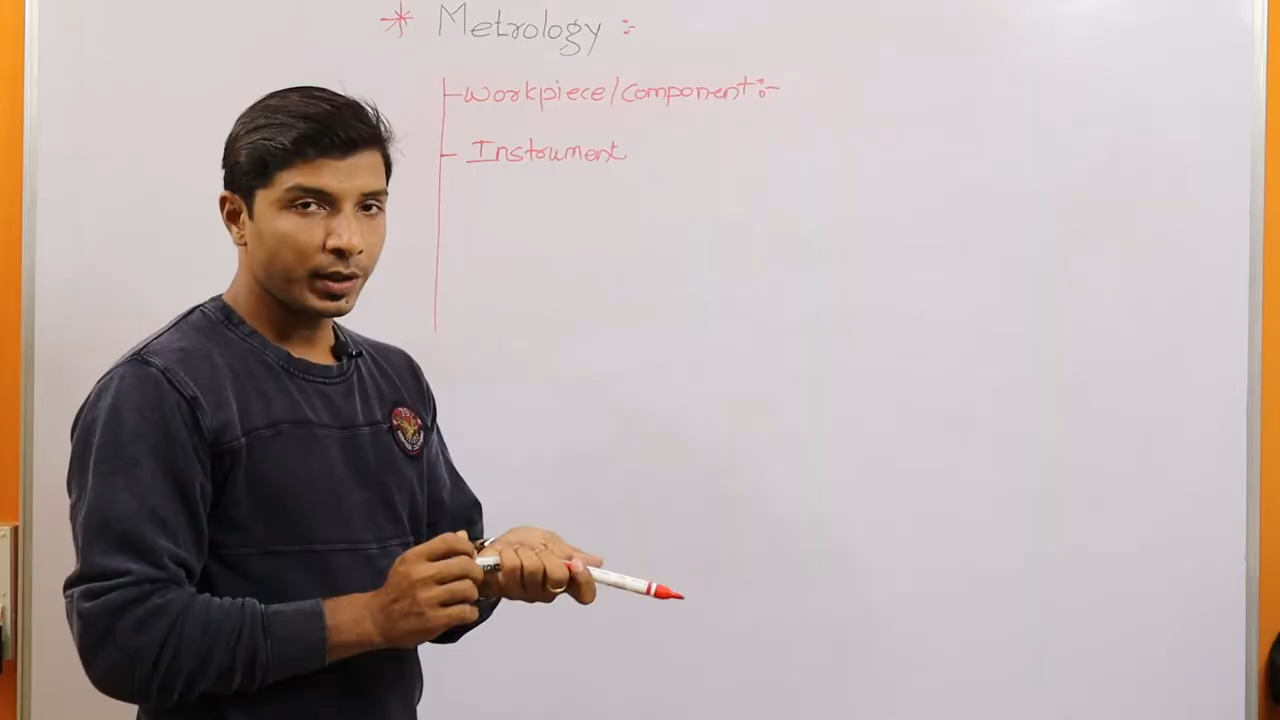 * Metrology :-
Workpiece/component :-
Instrument